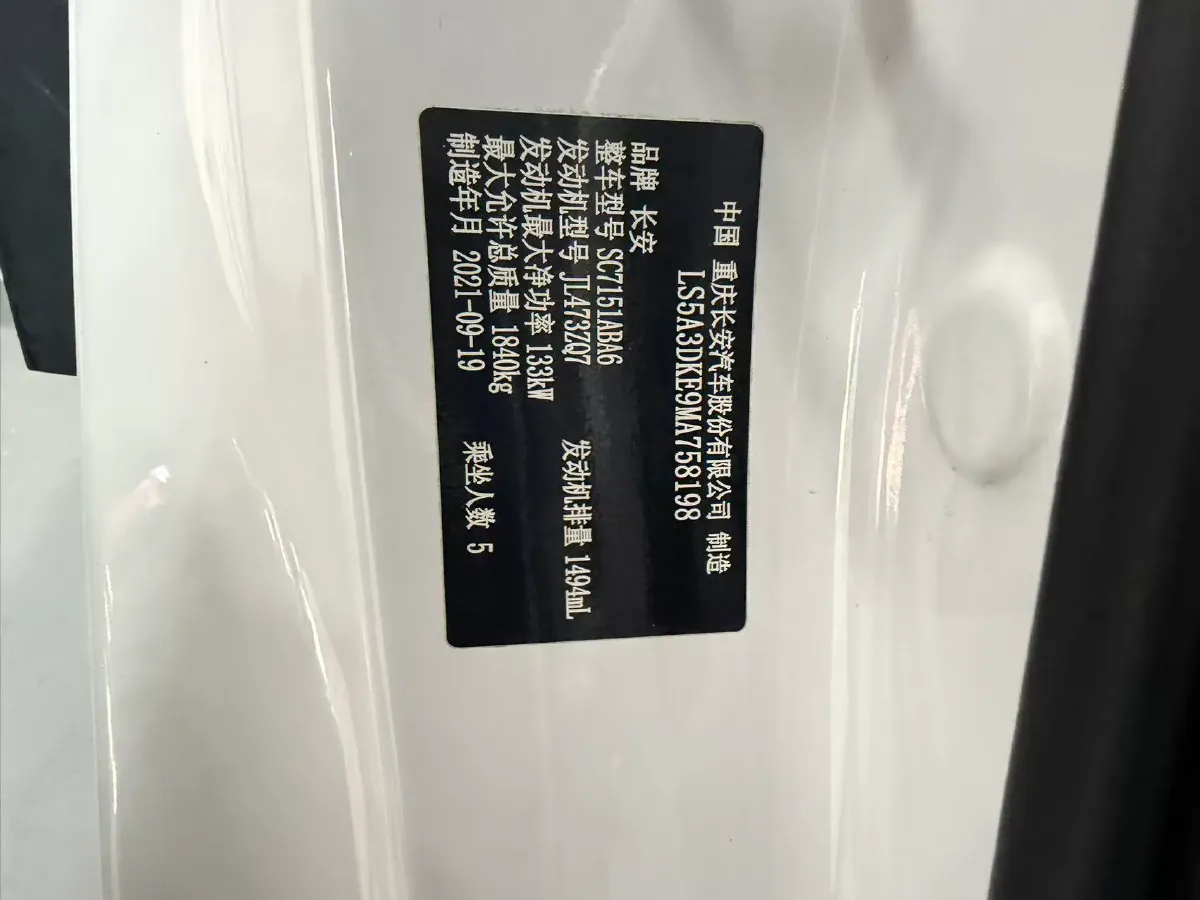 中国 重庆长安汽车股份有限公司 制造
LS5A3DKE9MA758198
品牌 长安
整车型号 SC7151ABA6
发动机型号 JL473ZQ7 发动机排量 1494mL
发动机最大净功率 133kW
最大允许总质量 1840kg
制造年月 2021-09-19 乘坐人数 5